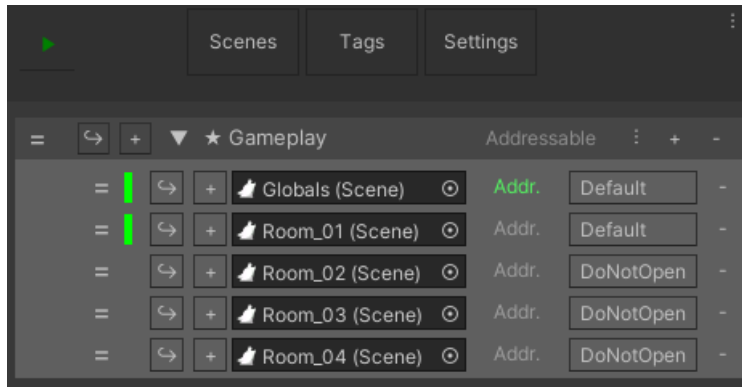 Scenes Tags Settings
Gameplay Addressable
Globals (Scene) Addr. Default
Room_01 (Scene) Addr. Default
Room_02 (Scene) Addr. DoNotOpen
Room_03 (Scene) Addr. DoNotOpen
Room_04 (Scene) Addr. DoNotOpen